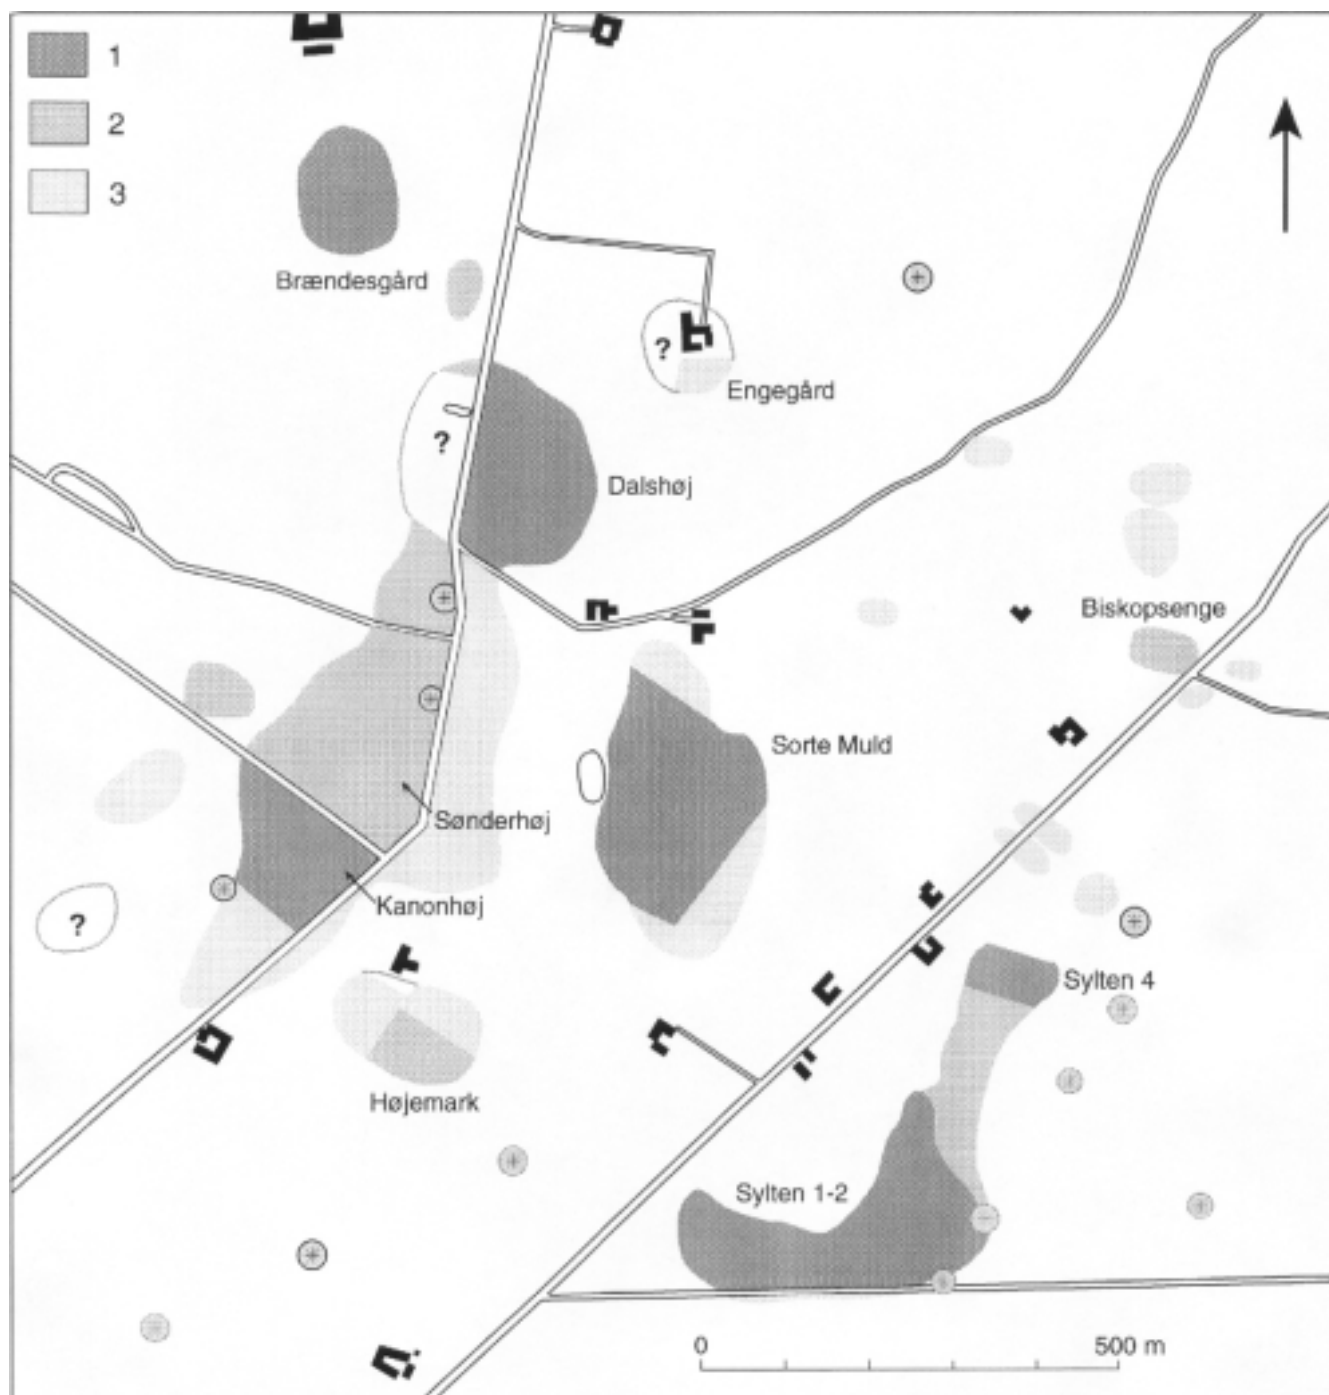 1
2
3
Brændesgård
?
Engegård
?
Dalshøj
Biskopsenge
Sorte Muld
Sønderhøj
Kanonhøj
?
Sylten 4
Højemark
Sylten 1-2
0
500 m